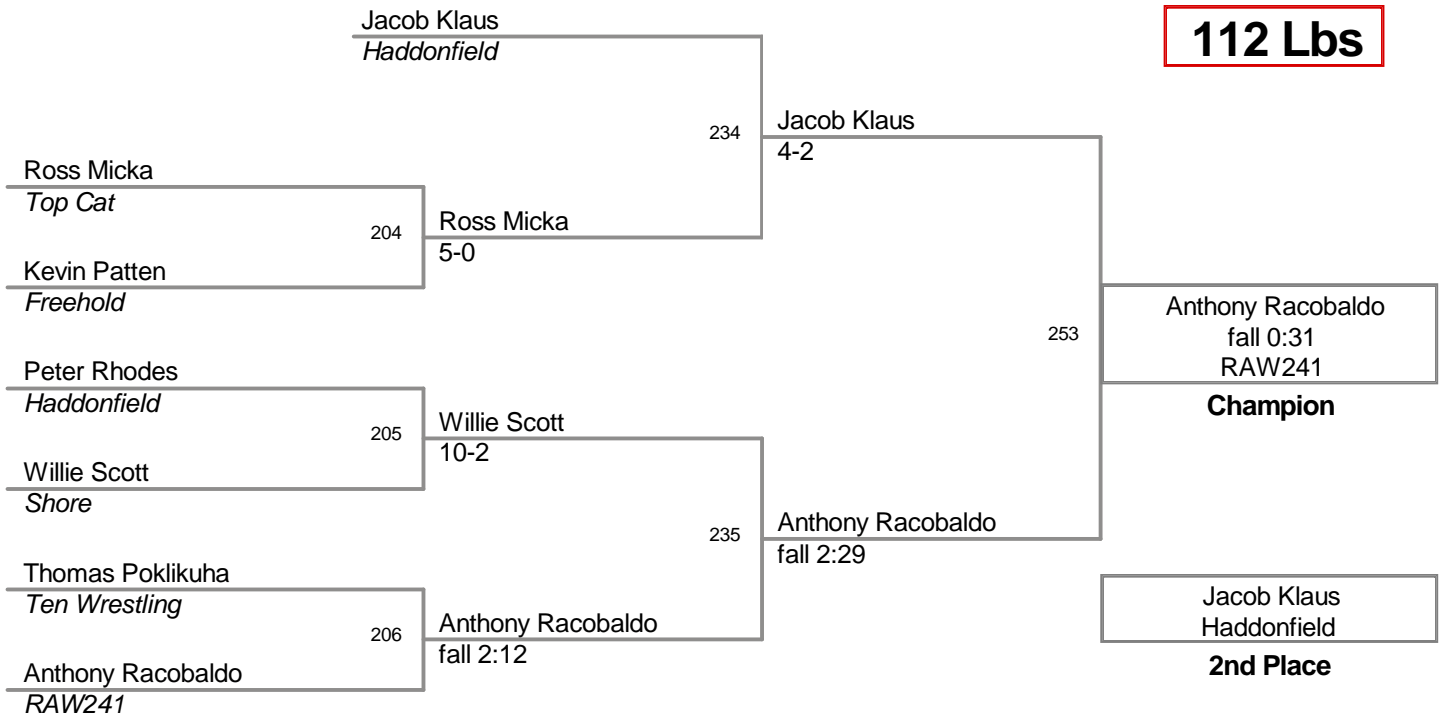 Jacob Klaus
Haddonfield
112 Lbs
234
Jacob Klaus
4-2
Ross Micka
Top Cat
204
Ross Micka
5-0
Kevin Patten
Freehold
253
Anthony Racobaldo
fall 0:31
RAW241
Champion
Peter Rhodes
Haddonfield
205
Willie Scott
10-2
Willie Scott
Shore
235
Anthony Racobaldo
fall 2:29
Thomas Poklikuha
Ten Wrestling
206
Anthony Racobaldo
fall 2:12
Anthony Racobaldo
RAW241
Jacob Klaus
Haddonfield
2nd Place